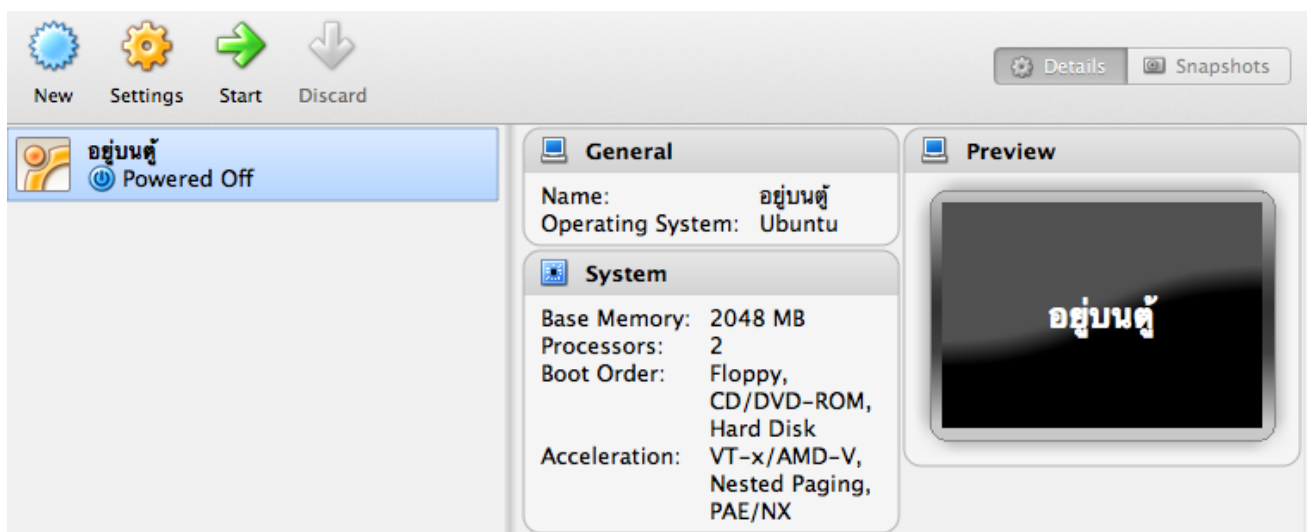 New Settings Start Discard
Details Snapshots
อยู่บนตู้
Powered Off
General
Name: อยู่บนตู้
Operating System: Ubuntu
System
Base Memory: 2048 MB
Processors: 2
Boot Order: Floppy,
CD/DVD-ROM,
Hard Disk
Acceleration: VT-x/AMD-V,
Nested Paging,
PAE/NX
Preview
อยู่บนตู้